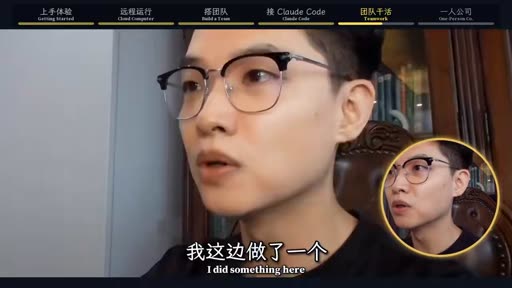 上手体验
Getting Started
远程运行
Cloud Computer
搭团队
Build a Team
接 Claude Code
Claude Code
团队干活
Teamwork
一人公司
One-Person Co.
我这边做了一个
I did something here